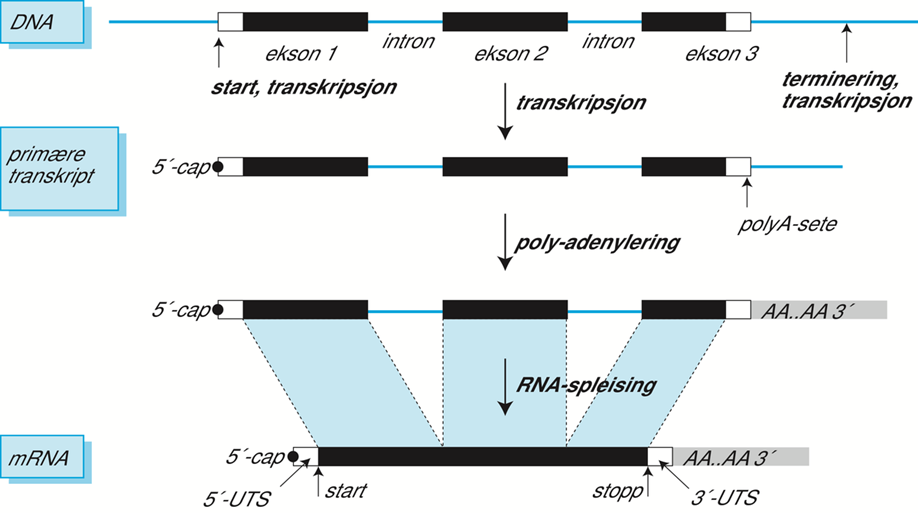 DNA
ekson 1
intron
ekson 2
intron
ekson 3
start, transkripsjon
terminering,
transkripsjon
transkripsjon
primære
transkript
5´-cap
polyA-sete
poly-adenylering
5´-cap
AA..AA 3´
RNA-spleising
mRNA
5´-cap
AA..AA 3´
5´-UTS
start
stopp
3´-UTS